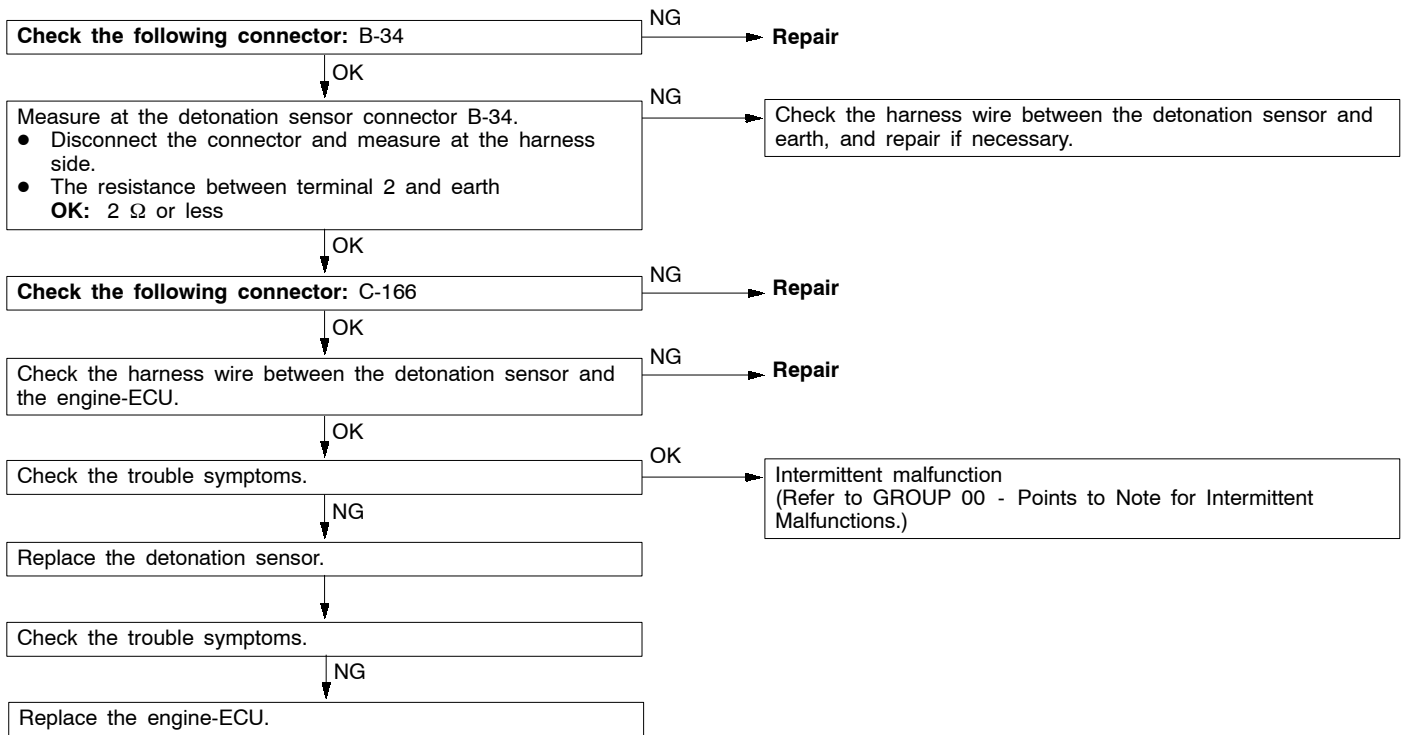 NG
Check the following connector: B-34
Repair
OK
NG
Measure at the detonation sensor connector B-34.
● Disconnect the connector and measure at the harness
side.
● The resistance between terminal 2 and earth
OK: 2 Ω or less
Check the harness wire between the detonation sensor and
earth, and repair if necessary.
OK
NG
Check the following connector: C-166
Repair
OK
NG
Check the harness wire between the detonation sensor and
the engine-ECU.
Repair
OK
OK
Check the trouble symptoms.
Intermittent malfunction
(Refer to GROUP 00 - Points to Note for Intermittent
Malfunctions.)
NG
Replace the detonation sensor.
Check the trouble symptoms.
NG
Replace the engine-ECU.